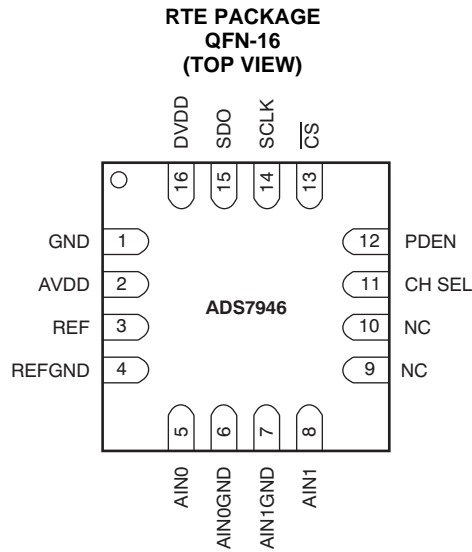 RTE PACKAGE
QFN-16
(TOP VIEW)
DVDD
SDO
SCLK
CS
16
15
14
13
GND 1
12 PDEN
AVDD 2
11 CH SEL
ADS7946
REF 3
10 NC
REFGND 4
9 NC
5
6
7
8
AIN0
AIN0GND
AIN1GND
AIN1